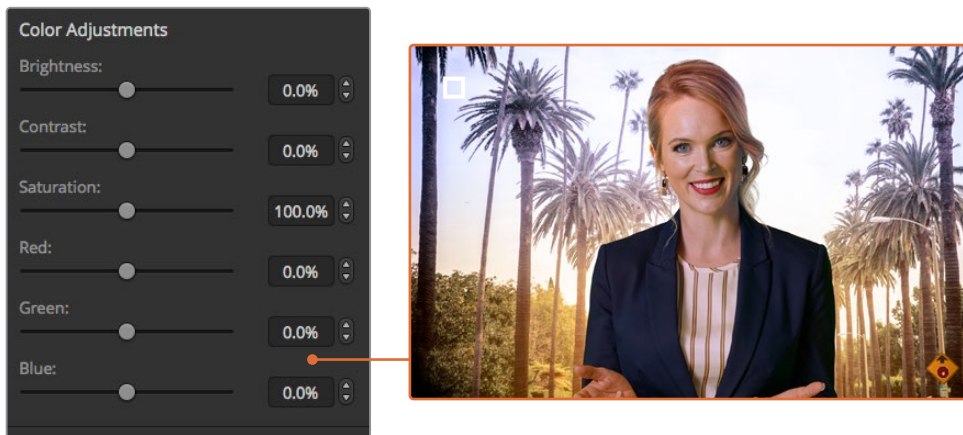 Color Adjustments
Brightness:
0.0%
Contrast:
0.0%
Saturation:
100.0%
Red:
0.0%
Green:
0.0%
Blue:
0.0%